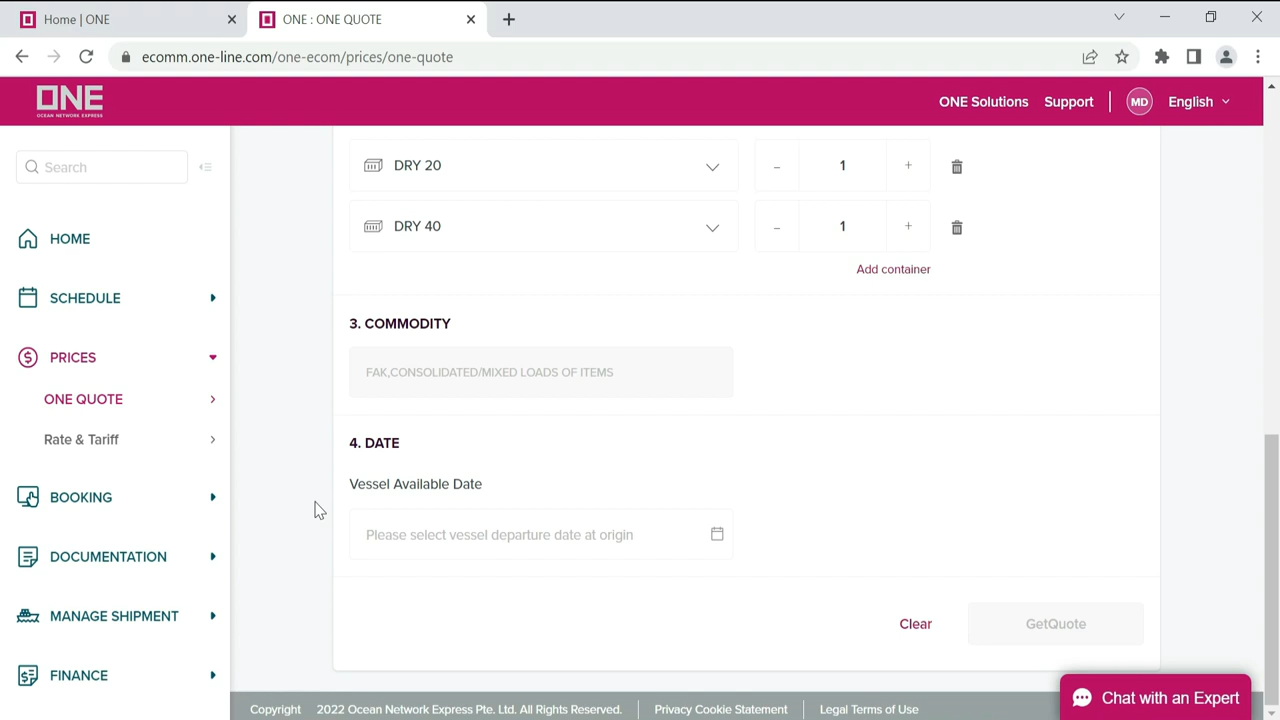 Home | ONE
ONE : ONE QUOTE
ecomm.one-line.com/one-ecom/prices/one-quote
ONE
OCEAN NETWORK EXPRESS
ONE Solutions
Support
MD
English
Search
HOME
SCHEDULE
PRICES
ONE QUOTE
Rate & Tariff
BOOKING
DOCUMENTATION
MANAGE SHIPMENT
FINANCE
DRY 20
- 1 +
DRY 40
- 1 +
Add container
3. COMMODITY
FAK,CONSOLIDATED/MIXED LOADS OF ITEMS
4. DATE
Vessel Available Date
Please select vessel departure date at origin
Clear
GetQuote
Chat with an Expert
Copyright 2022 Ocean Network Express Pte. Ltd. All Rights Reserved.
Privacy Cookie Statement
Legal Terms of Use